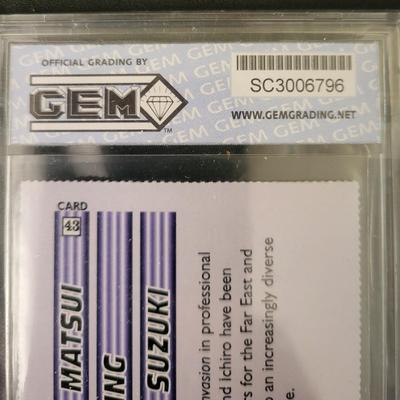 OFFICIAL GRADING BY
GEM
TM
SC3006796
WWW.GEMGRADING.NET
CARD
43
MATSUI
SUZUKI
nvasion in professional
nd Ichiro have been
rs for the Far East and
o an increasingly diverse
e.